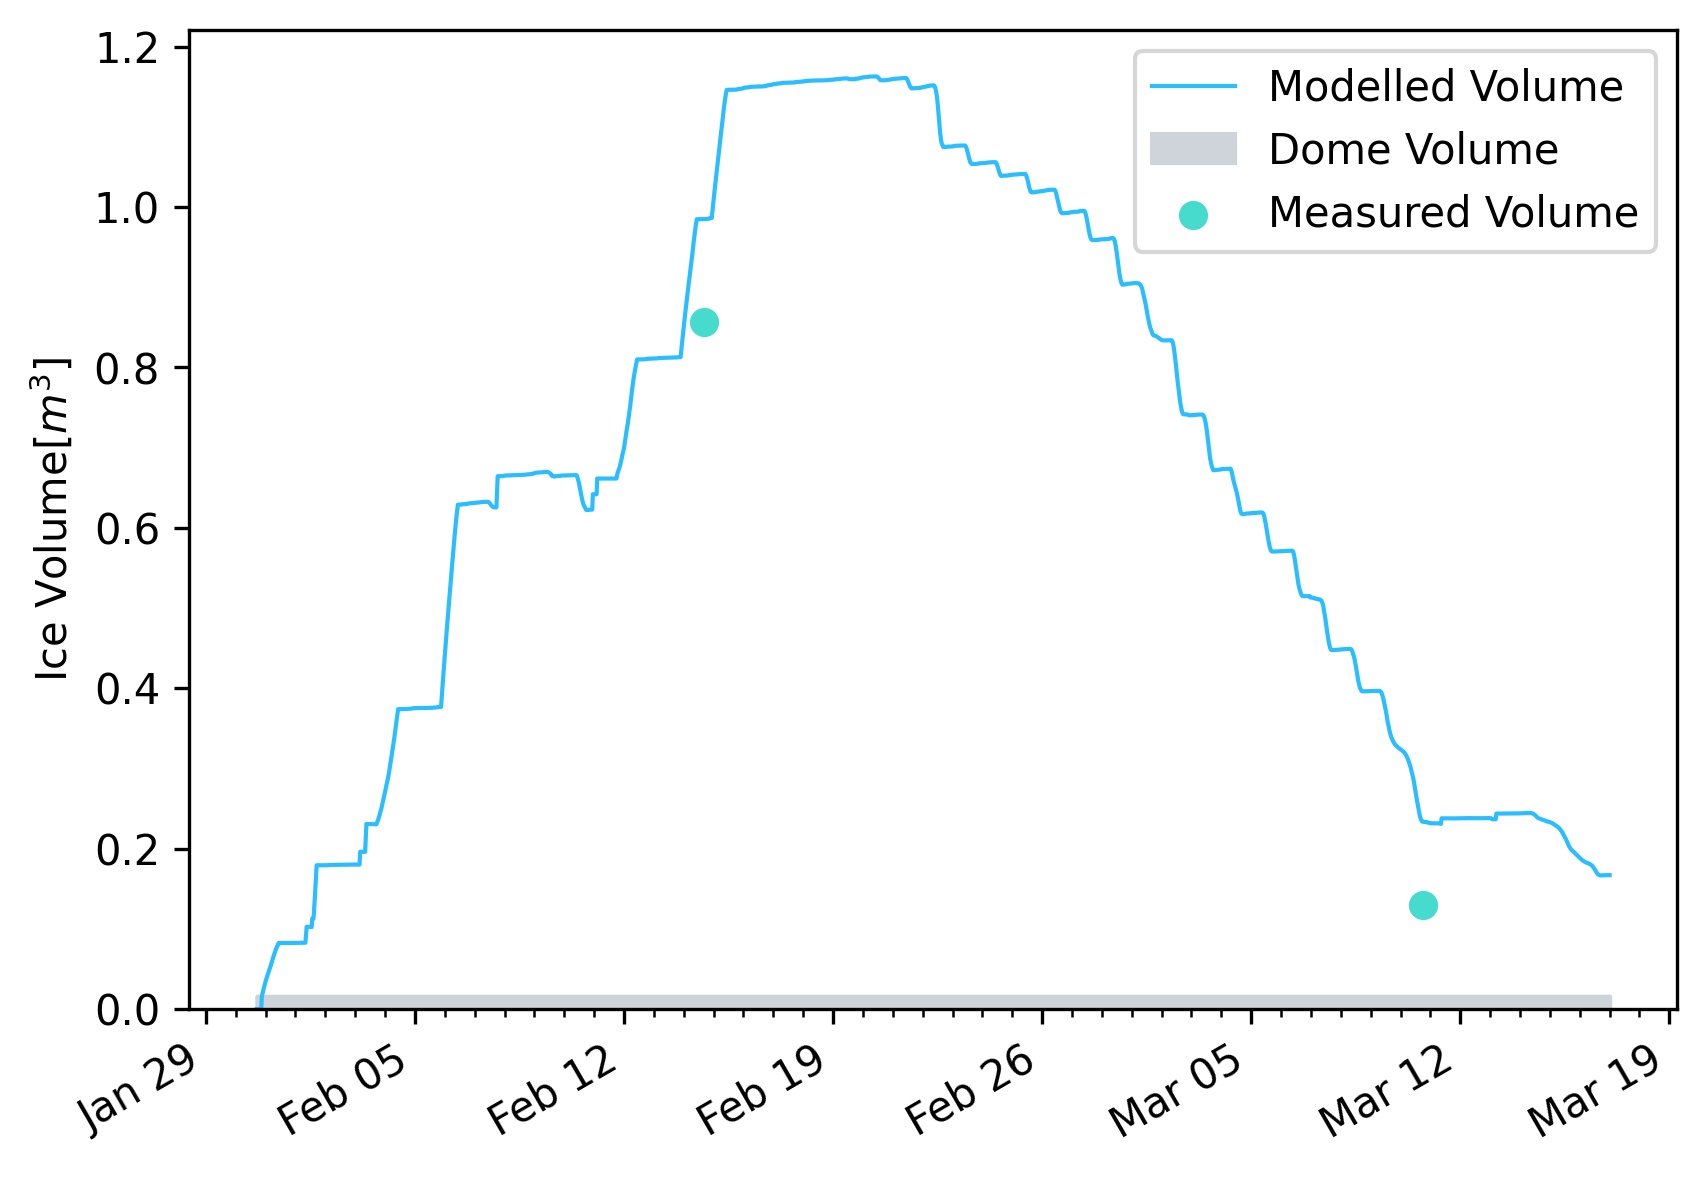 1.2
1.0
0.8
0.6
0.4
0.2
0.0
Ice Volume[m³]
Modelled Volume
Dome Volume
Measured Volume
Jan 29
Feb 05
Feb 12
Feb 19
Feb 26
Mar 05
Mar 12
Mar 19